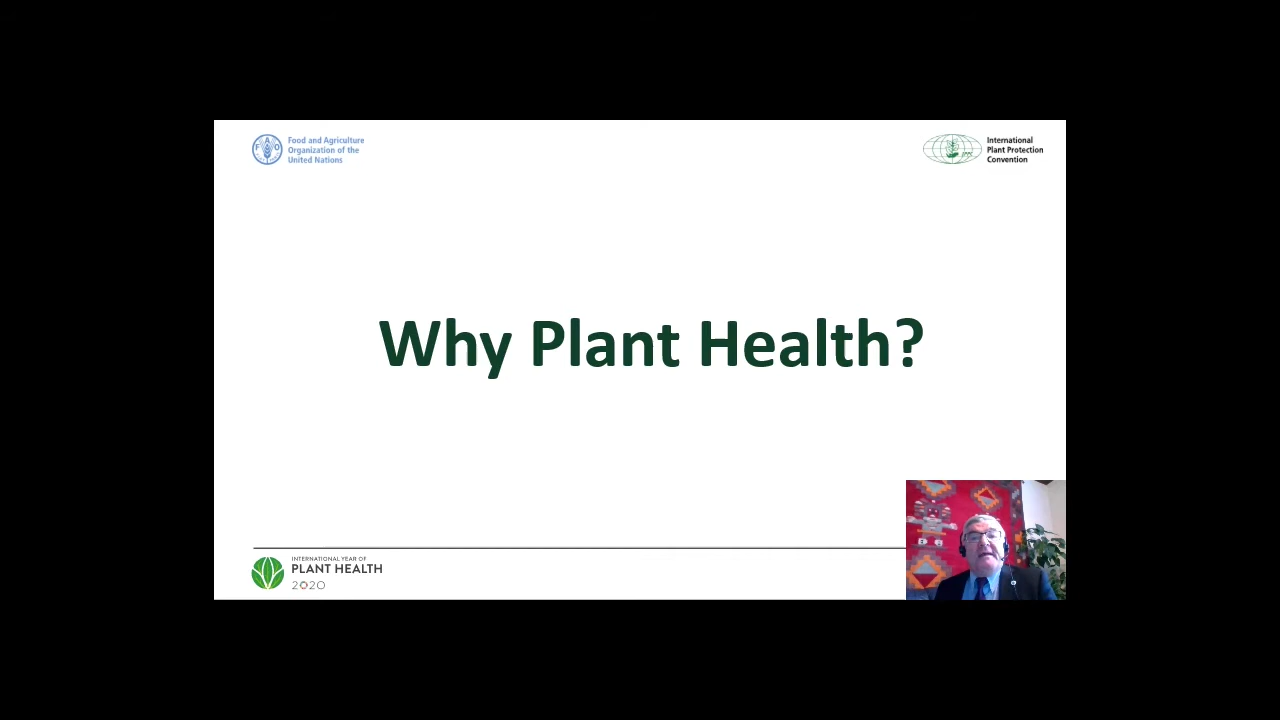 Food and Agriculture
Organization of the
United Nations
International
Plant Protection
Convention
Why Plant Health?
INTERNATIONAL YEAR OF
PLANT HEALTH
2020